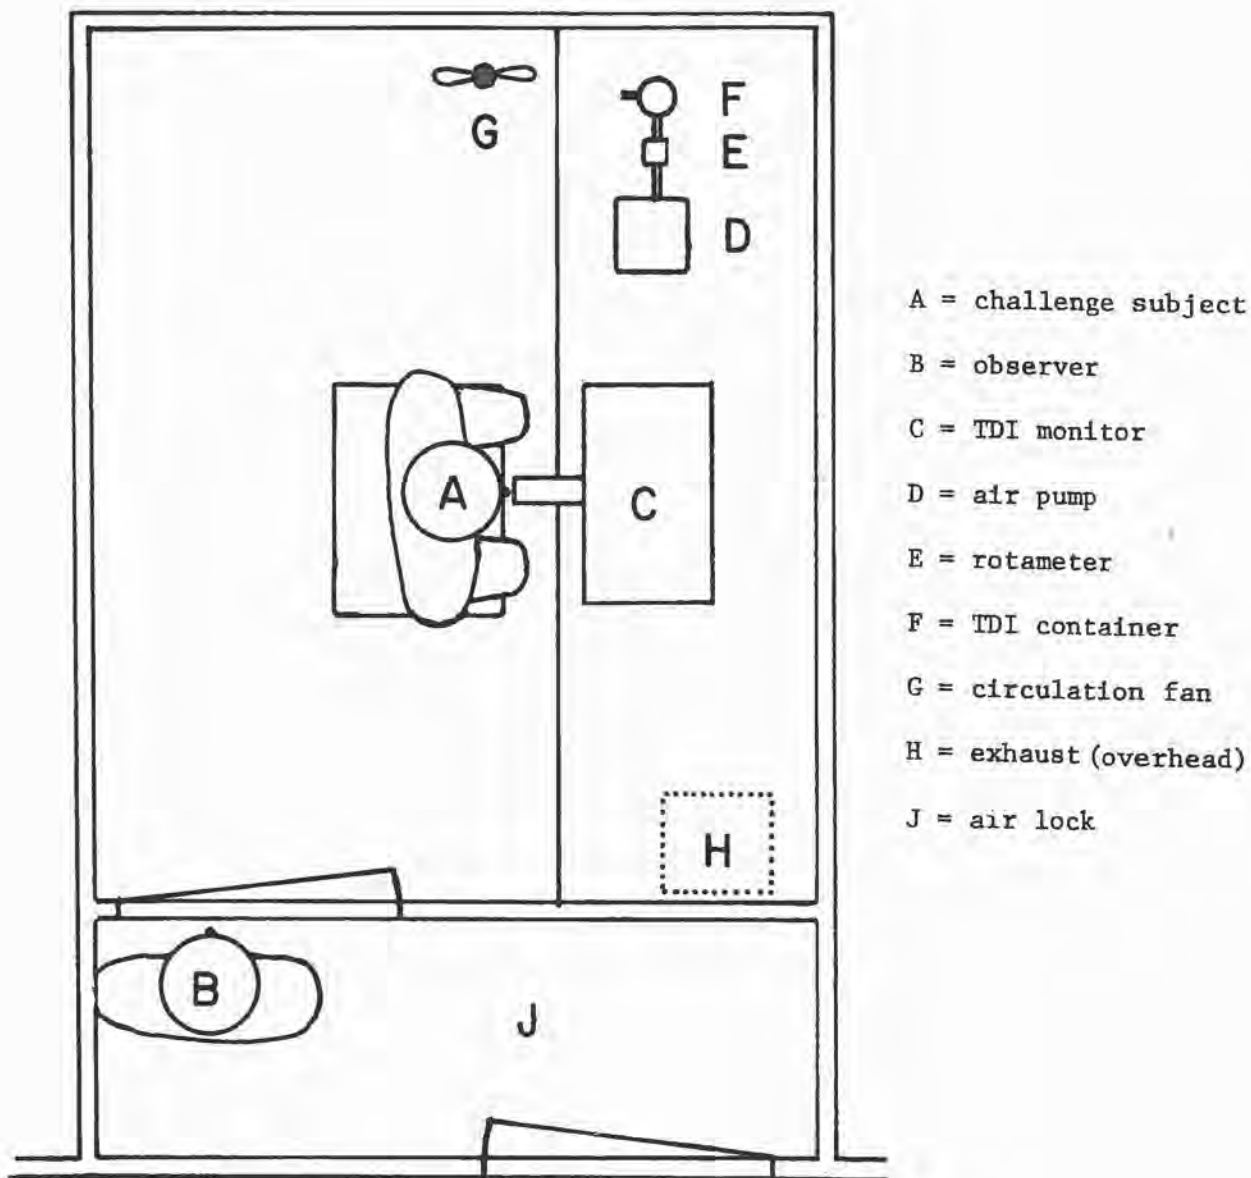 F
G
E
D
A
C
H
B
J
A = challenge subject
B = observer
C = TDI monitor
D = air pump
E = rotameter
F = TDI container
G = circulation fan
H = exhaust (overhead)
J = air lock